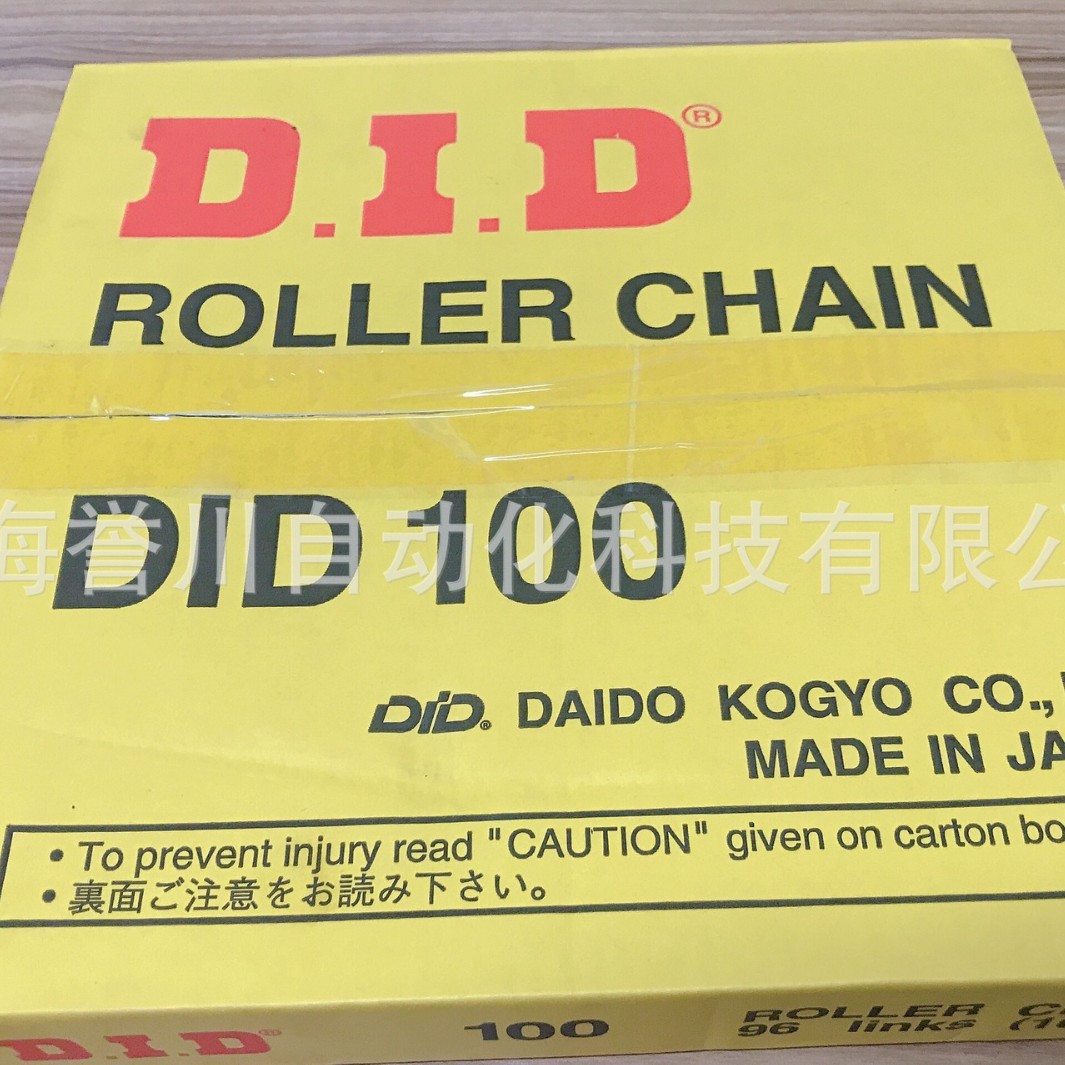 D.I.D®
ROLLER CHAIN
DID 100
海誉川自动化科技有限公
DID® DAIDO KOGYO CO.,
MADE IN JA
• To prevent injury read "CAUTION" given on carton bo
• 裏面ご注意をお読み下さい。
D.I.D® 100 ROLLER
96 links